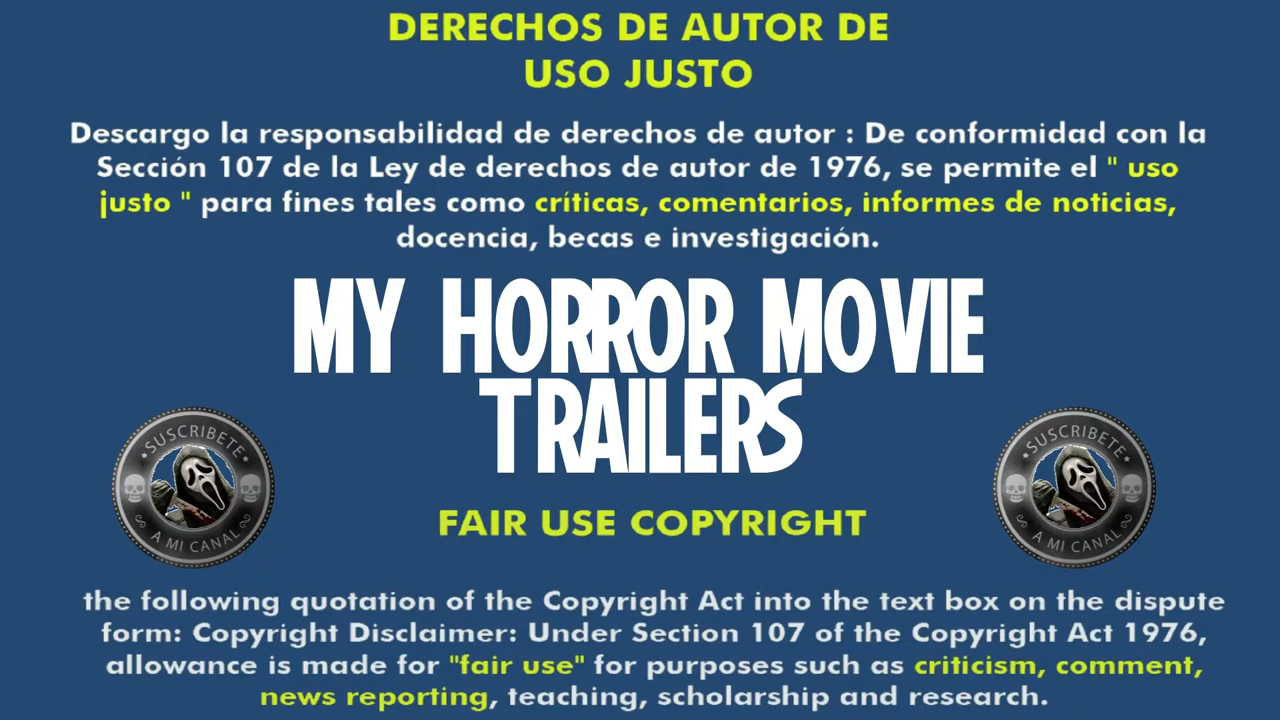 DERECHOS DE AUTOR DE
USO JUSTO
Descargo la responsabilidad de derechos de autor : De conformidad con la
Sección 107 de la Ley de derechos de autor de 1976, se permite el " uso
justo " para fines tales como críticas, comentarios, informes de noticias,
docencia, becas e investigación.
MY HORROR MOVIE
TRAILERS
SUSCRIBETE
A MI CANAL
SUSCRIBETE
A MI CANAL
FAIR USE COPYRIGHT
the following quotation of the Copyright Act into the text box on the dispute
form: Copyright Disclaimer: Under Section 107 of the Copyright Act 1976,
allowance is made for "fair use" for purposes such as criticism, comment,
news reporting, teaching, scholarship and research.